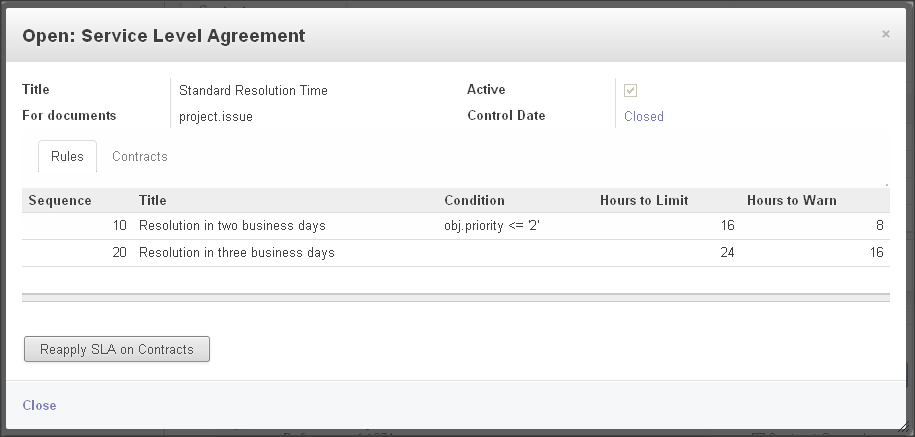 Open: Service Level Agreement ×
Title Standard Resolution Time Active
For documents project.issue Control Date Closed
Rules Contracts
Sequence Title Condition Hours to Limit Hours to Warn
10 Resolution in two business days obj.priority <= '2' 16 8
20 Resolution in three business days 24 16
Reapply SLA on Contracts
Close